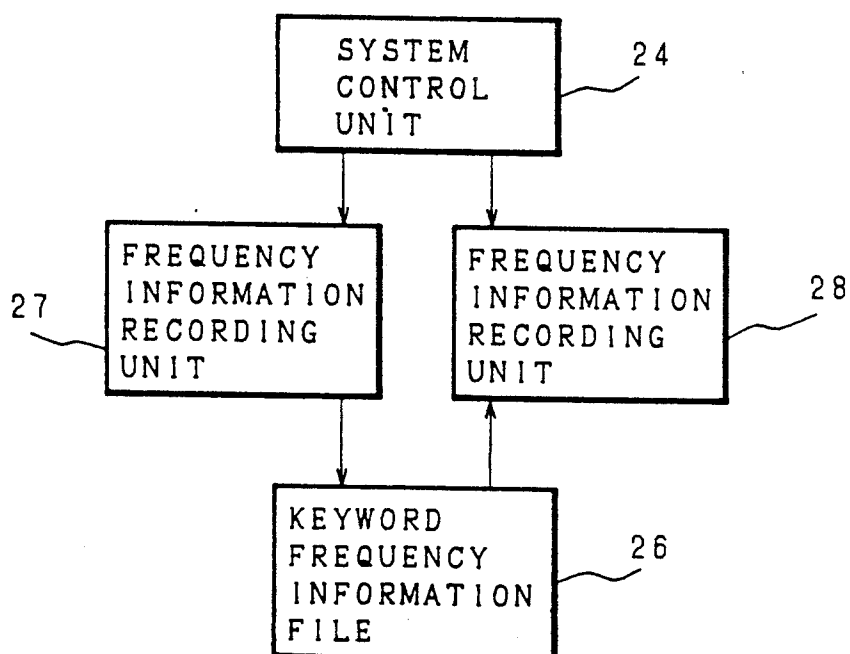 SYSTEM
CONTROL
UNIT
24
FREQUENCY
INFORMATION
RECORDING
UNIT
27
FREQUENCY
INFORMATION
RECORDING
UNIT
28
KEYWORD
FREQUENCY
INFORMATION
FILE
26